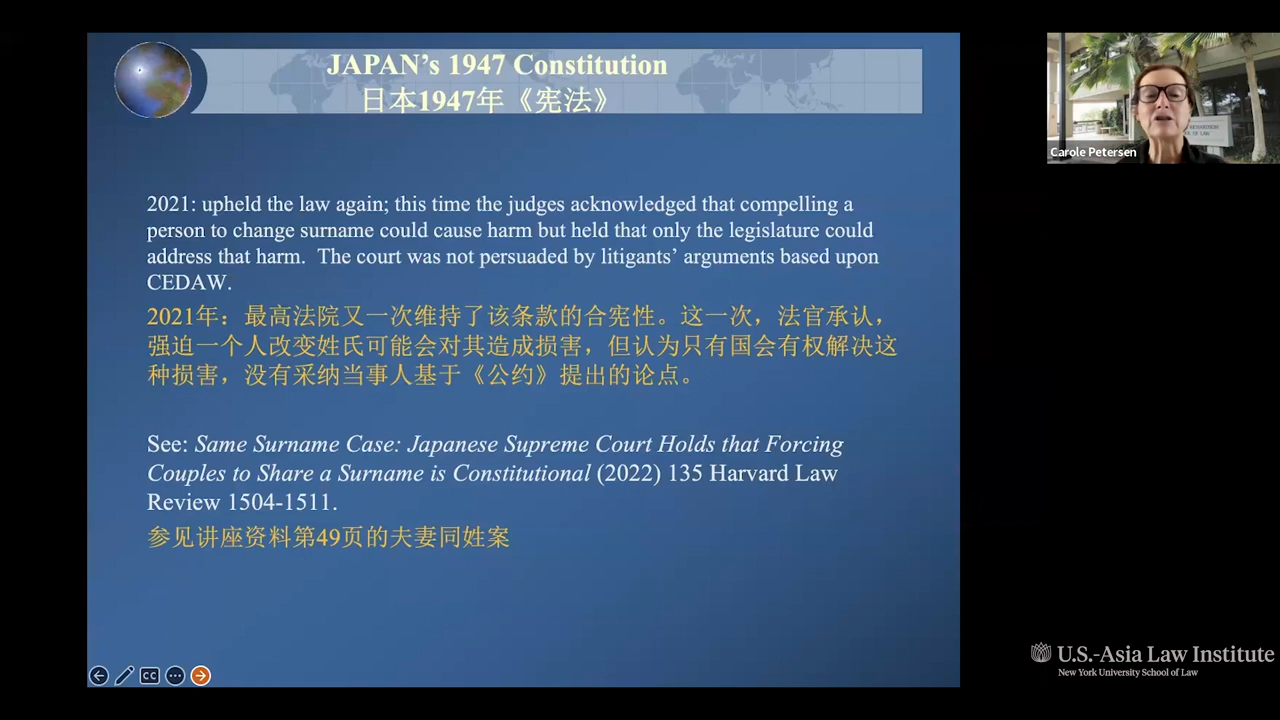 JAPAN's 1947 Constitution
日本1947年《宪法》
2021: upheld the law again; this time the judges acknowledged that compelling a
person to change surname could cause harm but held that only the legislature could
address that harm.  The court was not persuaded by litigants' arguments based upon
CEDAW.
2021年：最高法院又一次维持了该条款的合宪性。这一次，法官承认，
强迫一个人改变姓氏可能会对其造成损害，但认为只有国会有权解决这
种损害，没有采纳当事人基于《公约》提出的论点。
See: Same Surname Case: Japanese Supreme Court Holds that Forcing
Couples to Share a Surname is Constitutional (2022) 135 Harvard Law
Review 1504-1511.
参见讲座资料第49页的夫妻同姓案
CC
Carole Petersen
OF LAW
U.S.-Asia Law Institute
New York University School of Law